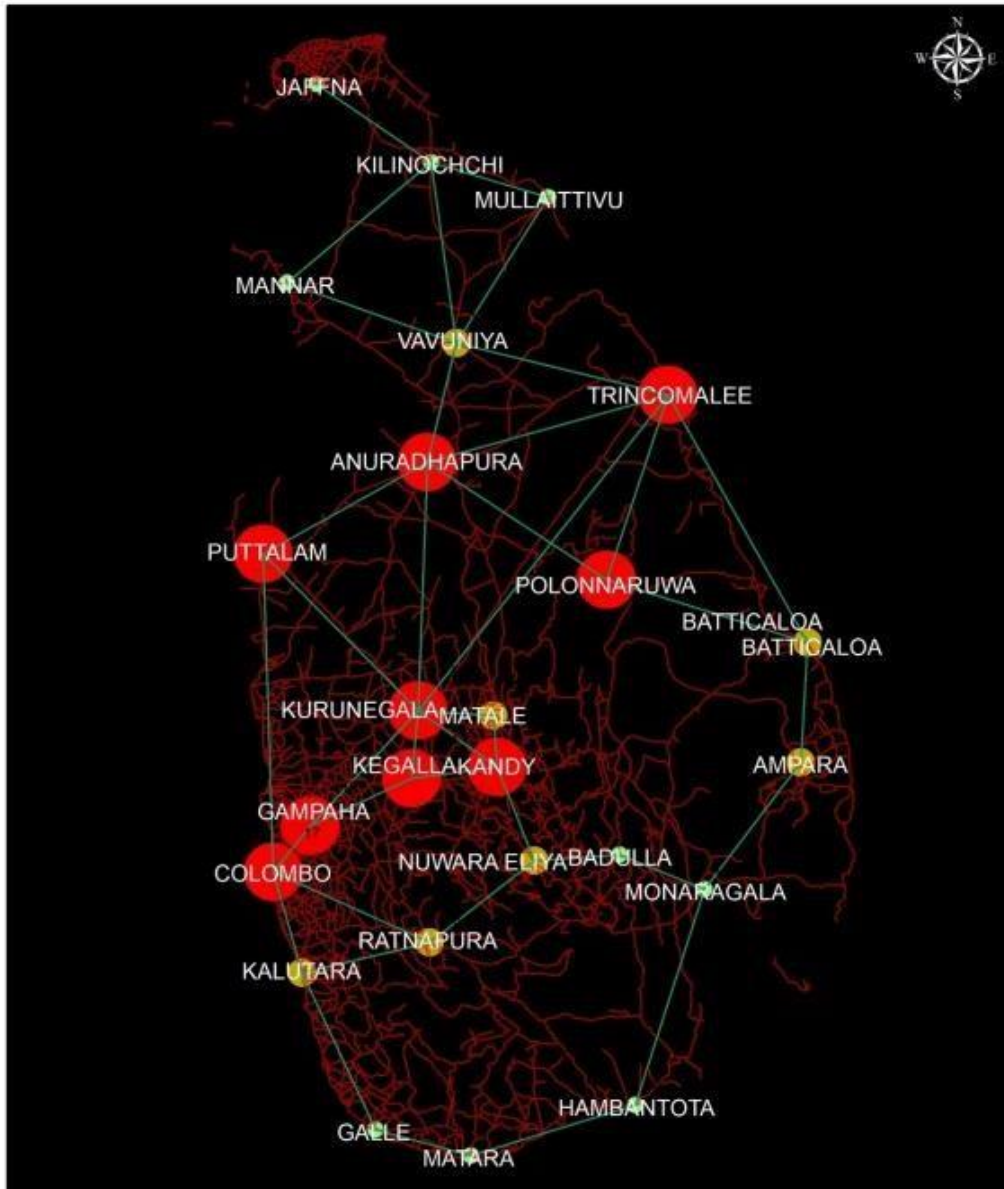 N
W E
S
JAFFNA
KILINOCHCHI
MULLAITTIVU
MANNAR
VAVUNIYA
TRINCOMALEE
ANURADHAPURA
PUTTALAM
POLONNARUWA
BATTICALOA
BATTICALOA
KURUNEGALA
MATALE
KEGALLA
KANDY
AMPARA
GAMPAHA
NUWARA ELIYA
BADULLA
COLOMBO
MONARAGALA
RATNAPURA
KALUTARA
HAMBANTOTA
GALLE
MATARA